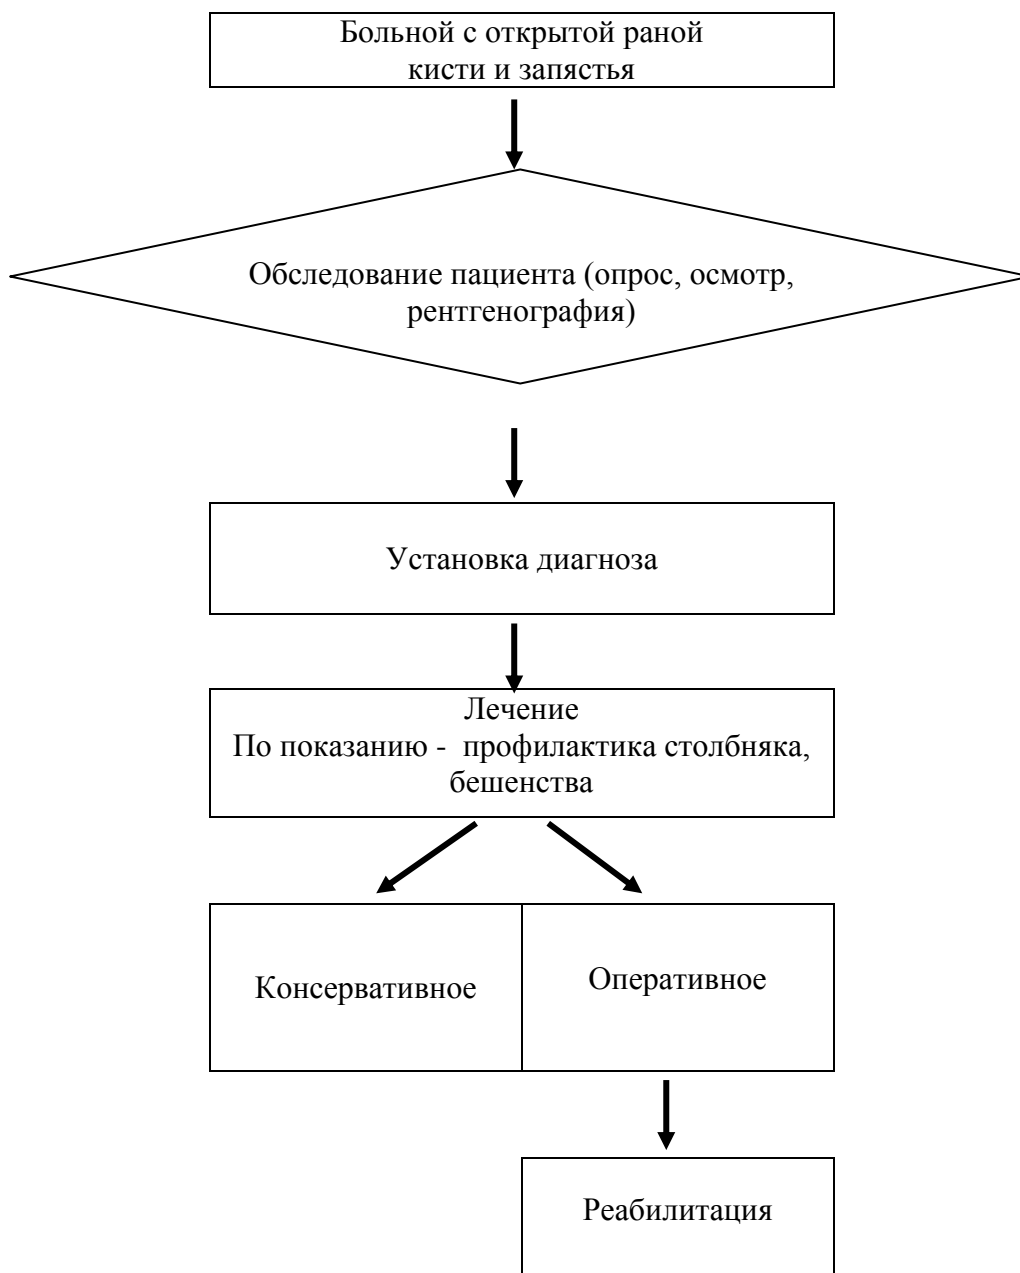 Больной с открытой раной
кисти и запястья
Обследование пациента (опрос, осмотр,
рентгенография)
Установка диагноза
Лечение
По показанию -  профилактика столбняка,
бешенства
Консервативное
Оперативное
Реабилитация